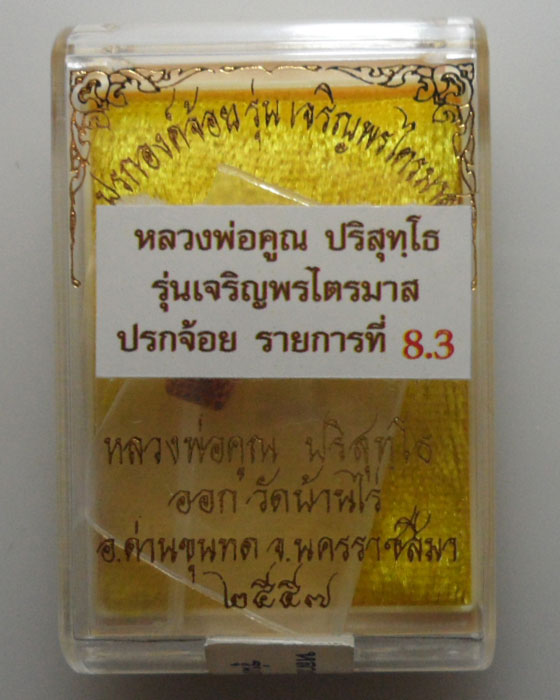 ปรกองค์จ้อย รุ่น เจริญพรไตรมาส
หลวงพ่อคูณ ปริสุทฺโธ
รุ่นเจริญพรไตรมาส
ปรกจ้อย รายการที่ 8.3
หลวงพ่อคูณ ปริสุทฺโธ
ออก วัดบ้านไร่
อ.ด่านขุนทด จ.นครราชสีมา
๒๕๕๗